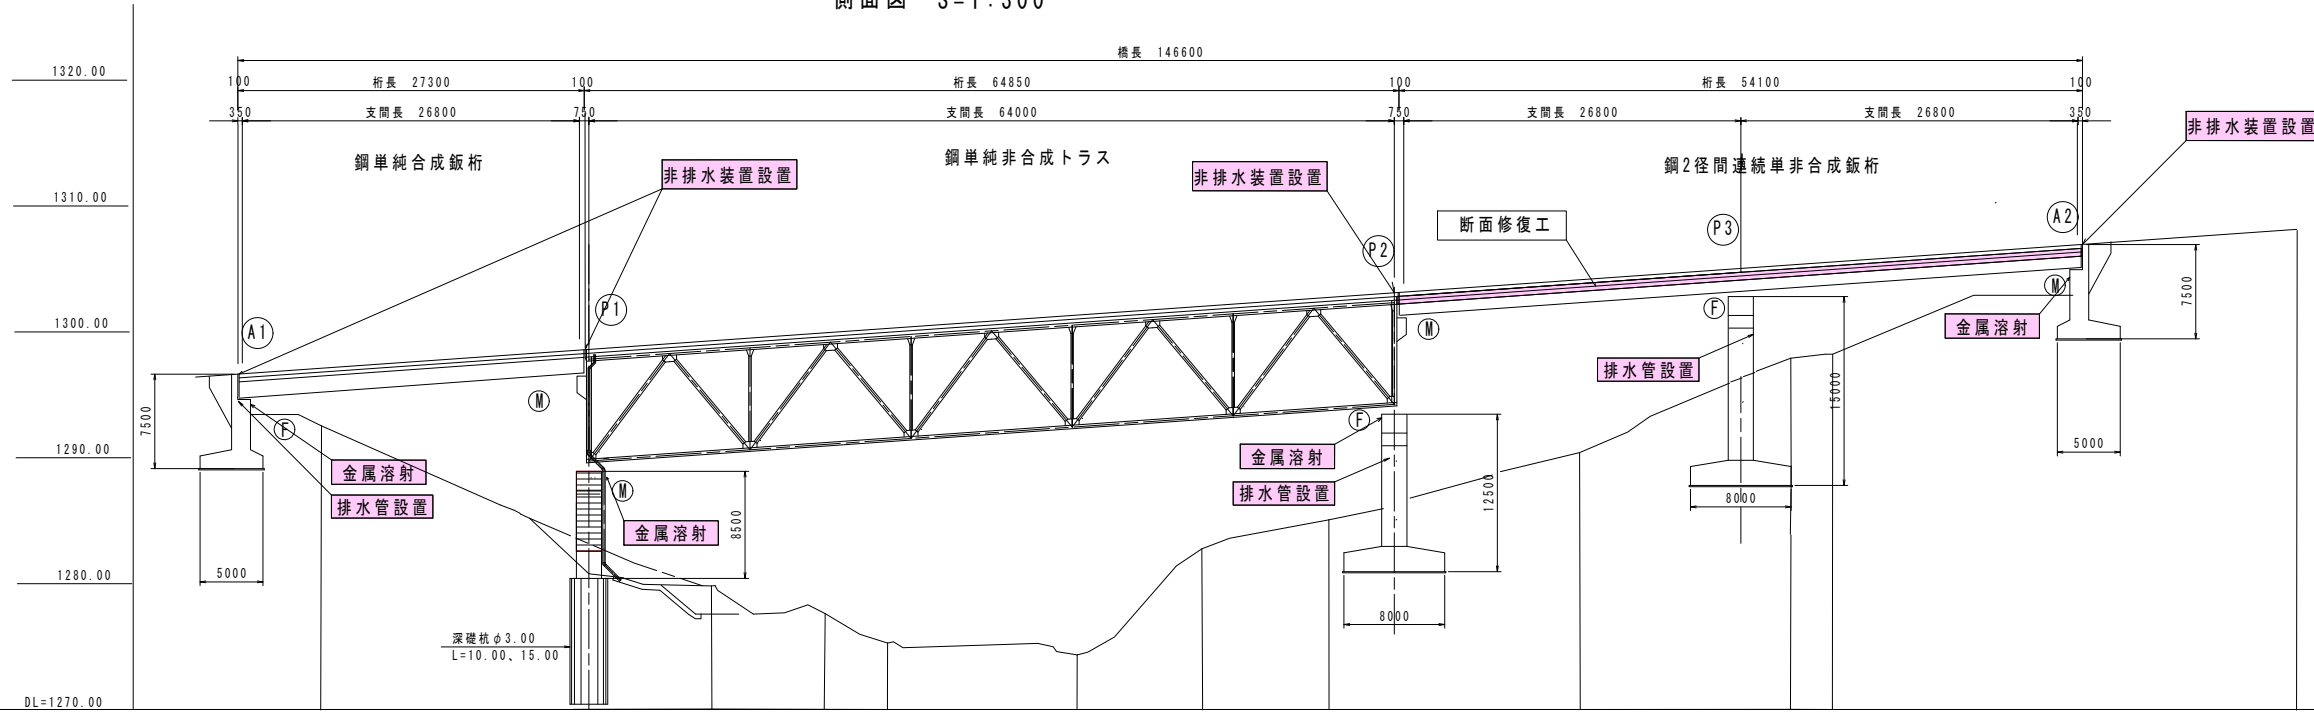 側面図 S=1:300
橋長 146600
1320.00
100
桁長 27300
100
桁長 64850
100
桁長 54100
100
350
支間長 26800
750
支間長 64000
750
支間長 26800
支間長 26800
350
非排水装置設置
鋼単純合成鈑桁
非排水装置設置
鋼単純非合成トラス
非排水装置設置
鋼2径間連続単非合成鈑桁
1310.00
断面修復工
P3
A2
P2
P1
A1
1300.00
M
7500
F
M
金属溶射
排水管設置
15000
7500
M
F
F
金属溶射
5000
1290.00
金属溶射
排水管設置
M
金属溶射
8500
排水管設置
12500
8000
1280.00
5000
8000
深礎杭φ3.00
L=10.00、15.00
DL=1270.00